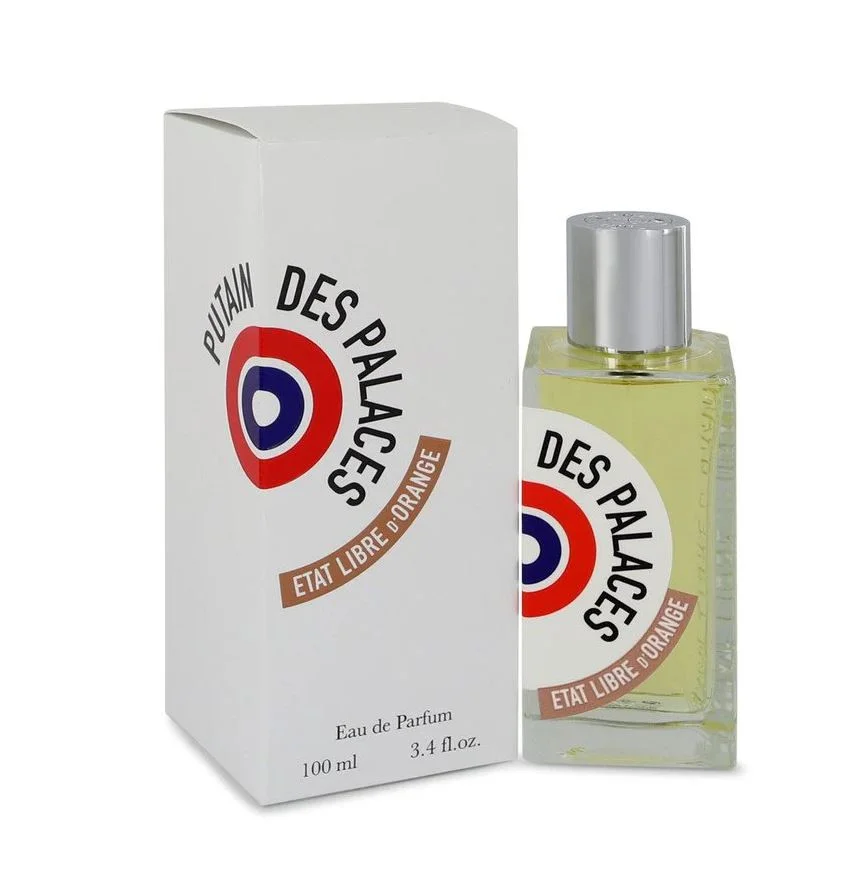 PUTAIN DES PALACES
ETAT LIBRE D'ORANGE
Eau de Parfum
100 ml 3.4 fl.oz.
DES PALACES
ETAT LIBRE D'ORANGE